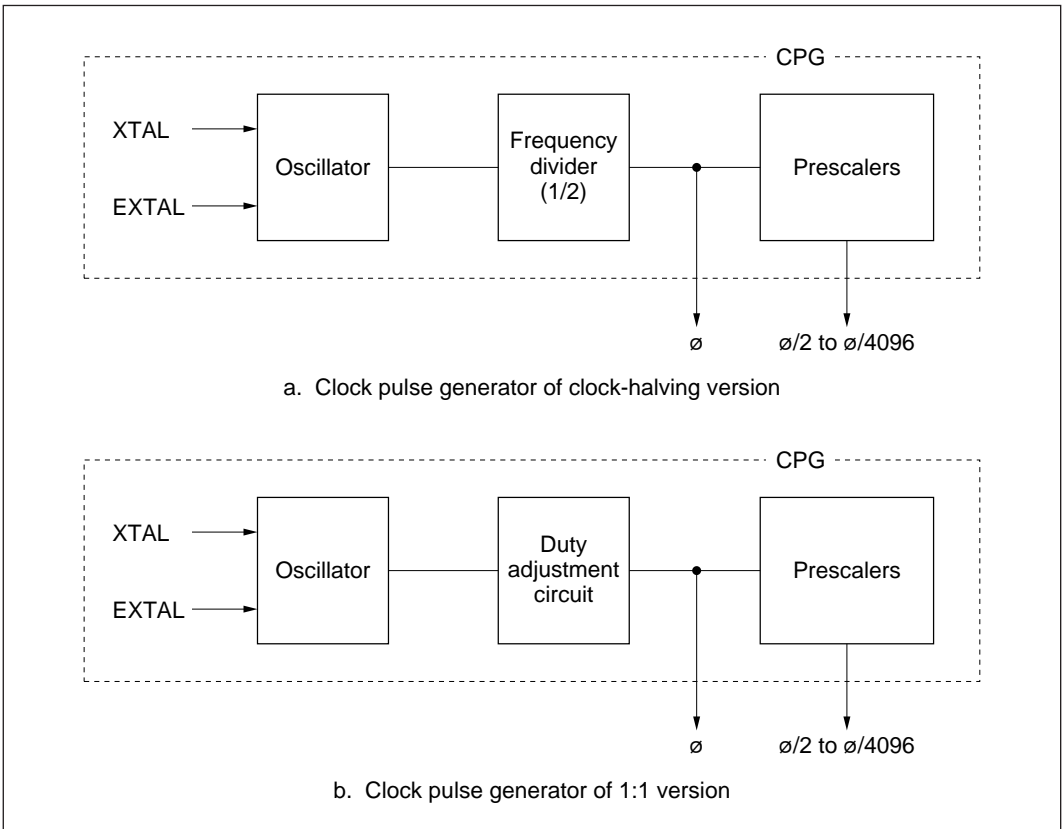 CPG
XTAL
EXTAL
Oscillator
Frequency
divider
(1/2)
Prescalers
ø
ø/2 to ø/4096
a. Clock pulse generator of clock-halving version
CPG
XTAL
EXTAL
Oscillator
Duty
adjustment
circuit
Prescalers
ø
ø/2 to ø/4096
b. Clock pulse generator of 1:1 version